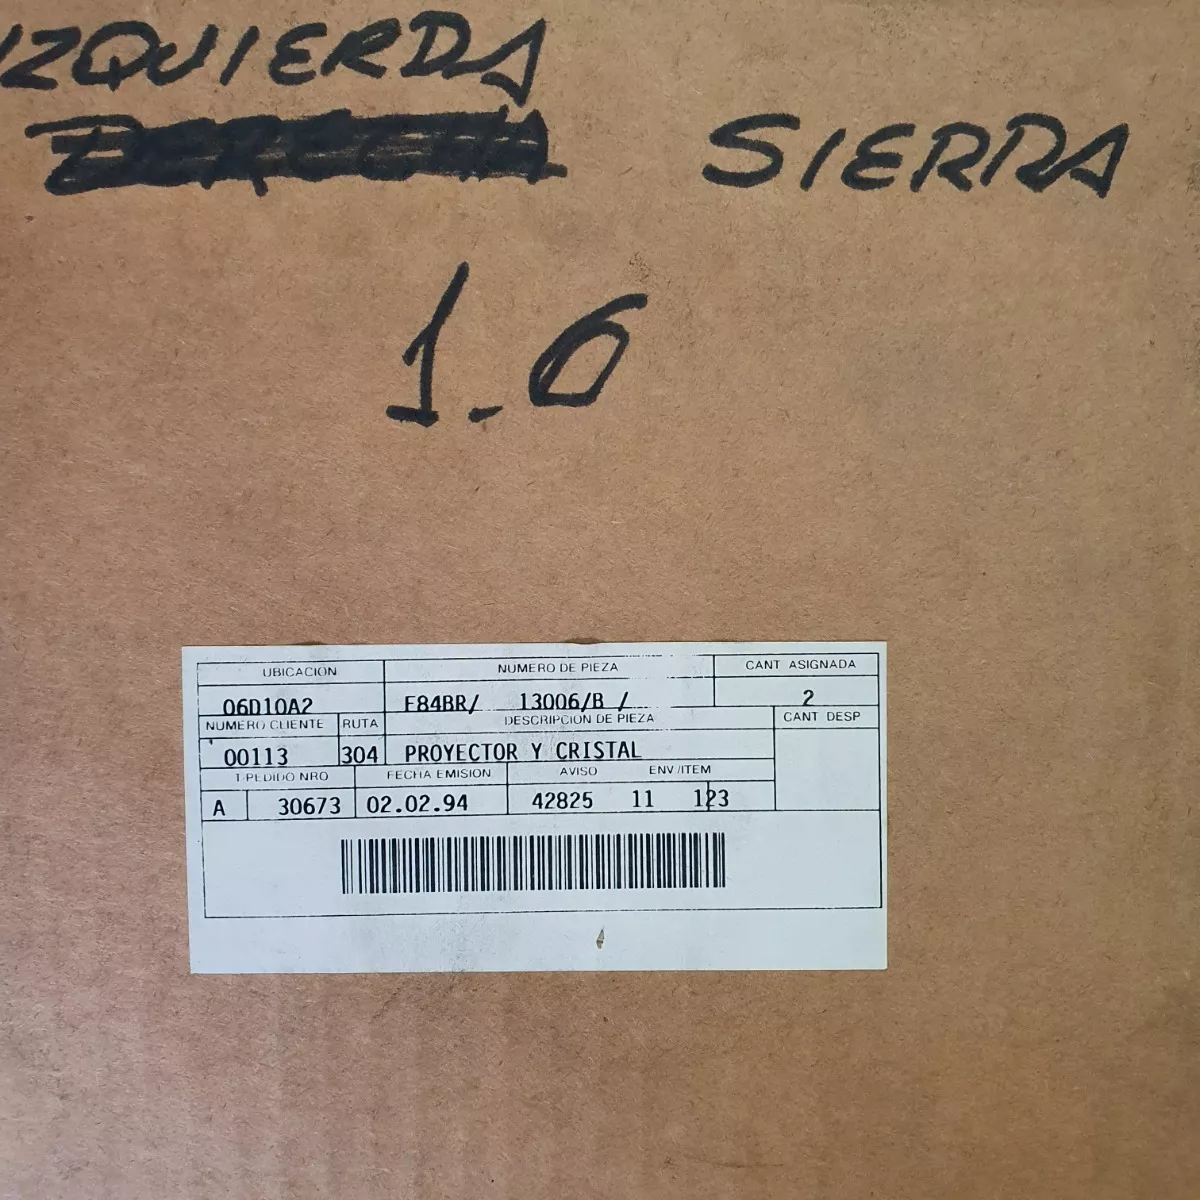 IZQUIERDA
DERECHA SIERRA
1.6
UBICACION NUMERO DE PIEZA CANT ASIGNADA
06D10A2 E84BR/ 13006/B / 2
NUMERO CLIENTE RUTA DESCRIPCION DE PIEZA CANT DESP
00113 304 PROYECTOR Y CRISTAL
T.PEDIDO NRO FECHA EMISION AVISO ENV/ITEM
A 30673 02.02.94 42825 11 123